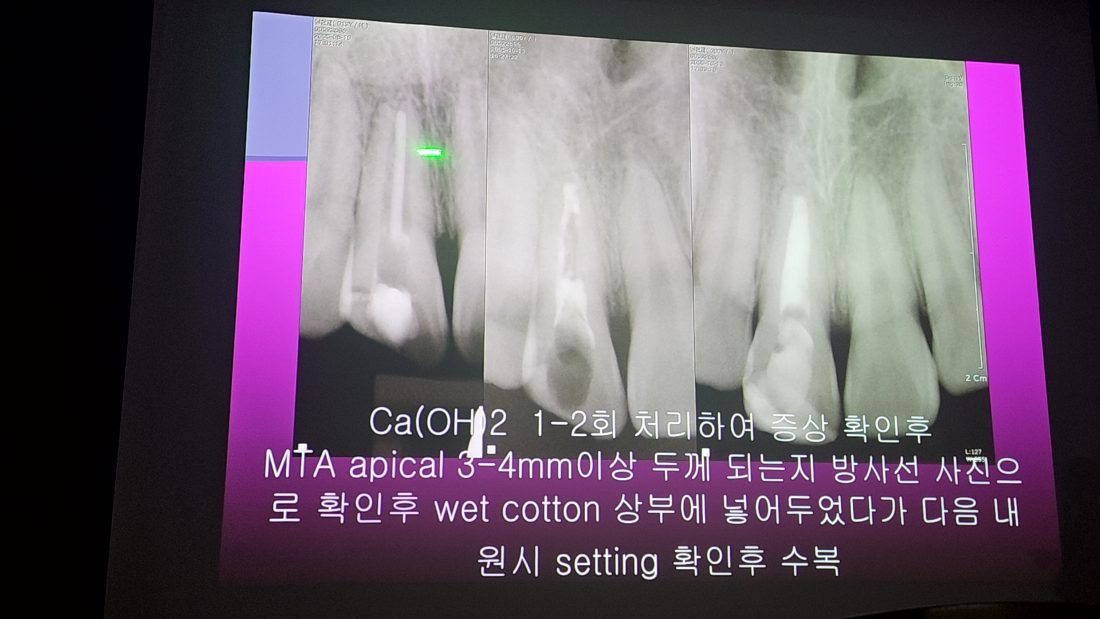 2 Cm
L:127
Ca(OH)2 1-2회 처리하여 증상 확인후
MTA apical 3-4mm이상 두께 되는지 방사선 사진으
로 확인후 wet cotton 상부에 넣어두었다가 다음 내
원시 setting 확인후 수복